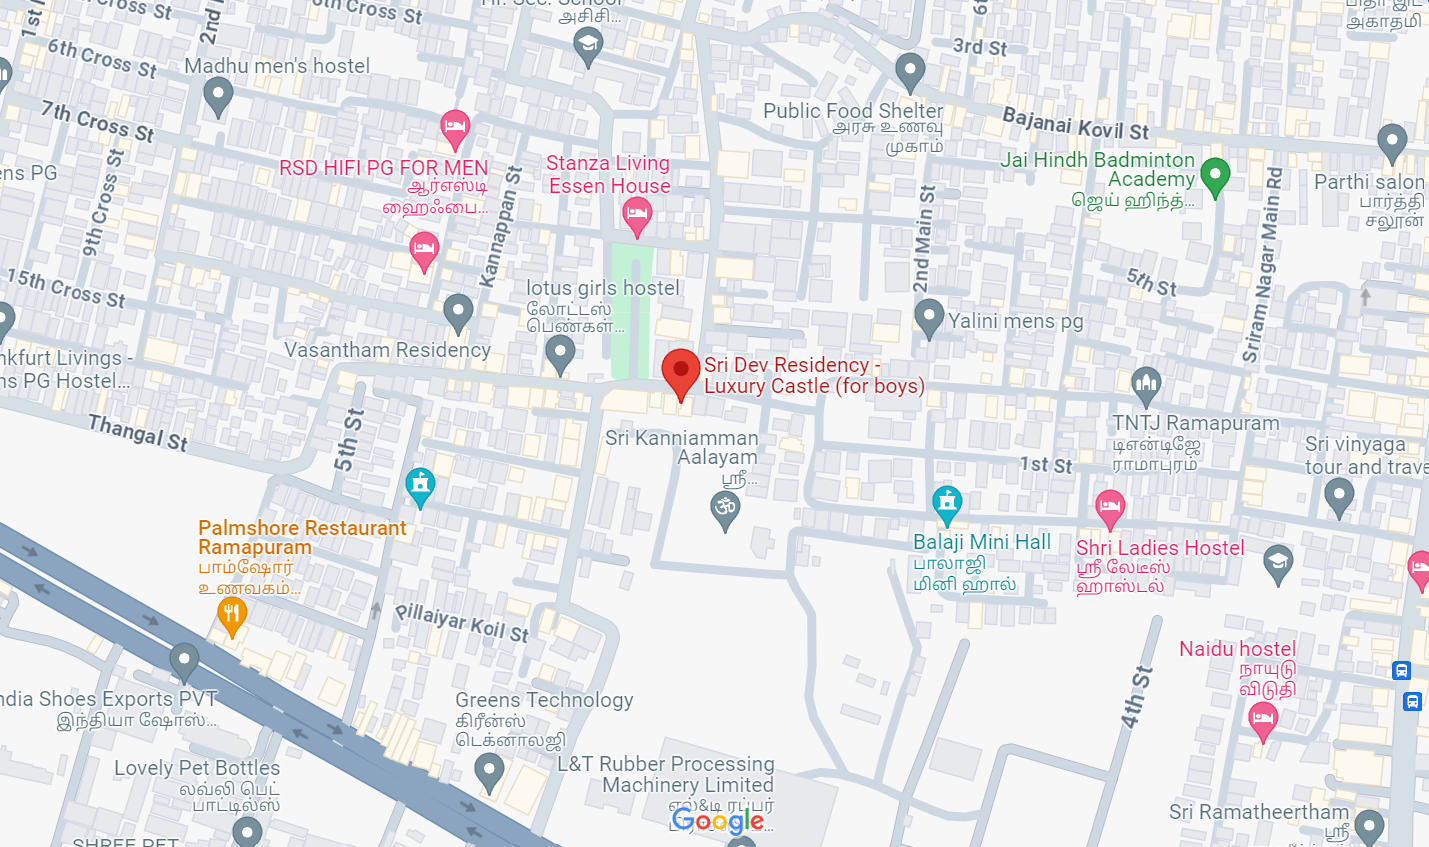 5th Cross St
6th Cross St
7th Cross St
9th Cross St
15th Cross St
2nd
1st
Madhu men's hostel
Hr. Sec. School
அசிசி...
6t
3rd St
அகாதமி
RSD HIFI PG FOR MEN
ஆர்எஸ்டி
ஹைஃபை...
Kannappan St
Stanza Living
Essen House
Public Food Shelter
அரசு உணவு
முகாம்
Bajanai Kovil St
Jai Hindh Badminton
Academy
ஜெய் ஹிந்த்...
Parthi salon
பார்த்தி
சலூன்
Sriram Nagar Main Rd
2nd Main St
5th St
ens PG
lotus girls hostel
லோட்டஸ்
பெண்கள்...
Vasantham Residency
Yalini mens pg
nkfurt Livings -
ns PG Hostel...
Sri Dev Residency -
Luxury Castle (for boys)
Thangal St
5th St
Sri Kanniamman
Aalayam
ஸ்ரீ...
TNTJ Ramapuram
டிஎன்டிஜே
ராமாபுரம்
1st St
Sri vinyaga
tour and trave
Palmshore Restaurant
Ramapuram
பாம்ஷோர்
உணவகம்...
Balaji Mini Hall
பாலாஜி
மினி ஹால்
Shri Ladies Hostel
ஸ்ரீ லேடீஸ்
ஹாஸ்டல்
Pillaiyar Koil St
Naidu hostel
நாயுடு
விடுதி
4th St
ndia Shoes Exports PVT
இந்தியா ஷோஸ்...
Greens Technology
கிரீன்ஸ்
டெக்னாலஜி
Lovely Pet Bottles
லவ்லி பெட்
பாட்டில்ஸ்
L&T Rubber Processing
Machinery Limited
எல்&டி ரப்பர்
Google
Sri Ramatheertham
ஸ்ரீ
SHREE PET